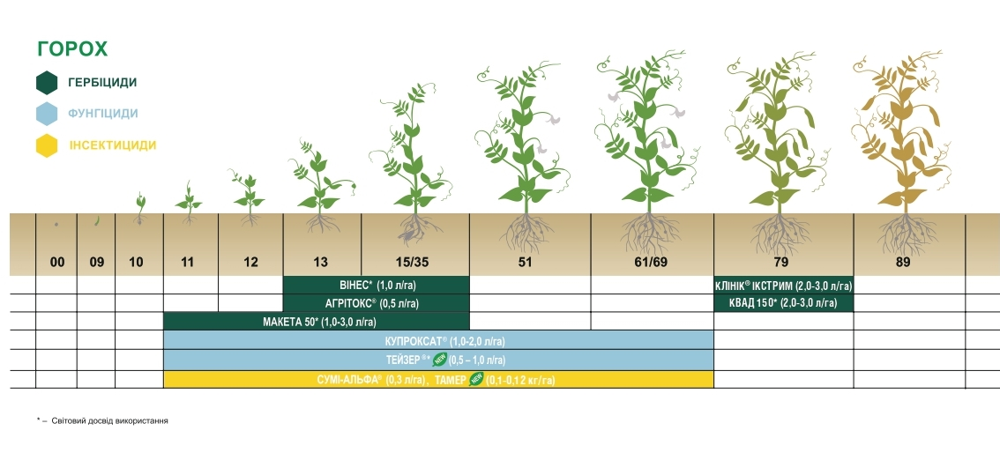 ГОРОХ
ГЕРБІЦИДИ
ФУНГІЦИДИ
ІНСЕКТИЦИДИ
00 09 10 11 12 13 15/35 51 61/69 79 89
ВІНЕС* (1,0 л/га) КЛІНІК® ІКСТРИМ (2,0-3,0 л/га)
АГРІТОКС® (0,5 л/га) КВАД 150* (2,0-3,0 л/га)
МАКЕТА 50* (1,0-3,0 л/га)
КУПРОКСАТ® (1,0-2,0 л/га)
ТЕЙЗЕР®* NEW (0,5 – 1,0 л/га)
СУМІ-АЛЬФА® (0,3 л/га), ТАМЕР NEW (0,1-0,12 кг/га)
* – Світовий досвід використання